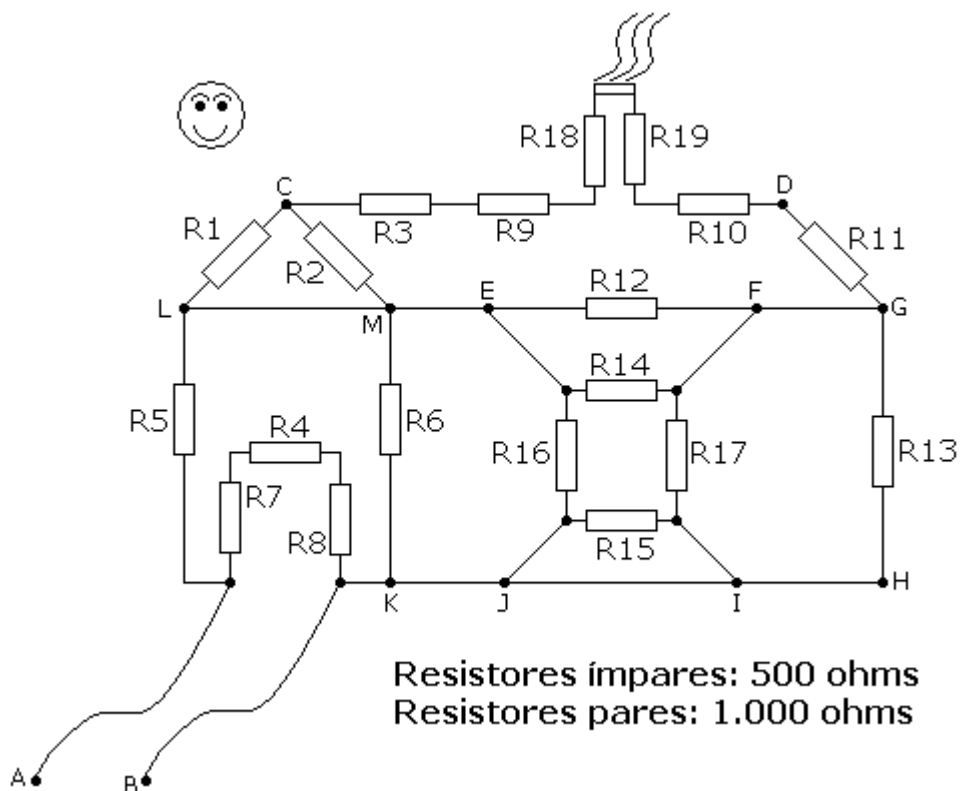 R18 R19
C D
R1 R2 R3 R9 R10 R11
L M E R12 F G
R14
R5 R4 R6 R16 R17 R13
R7 R8 R15
K J I H
Resistores ímpares: 500 ohms
Resistores pares: 1.000 ohms
A B